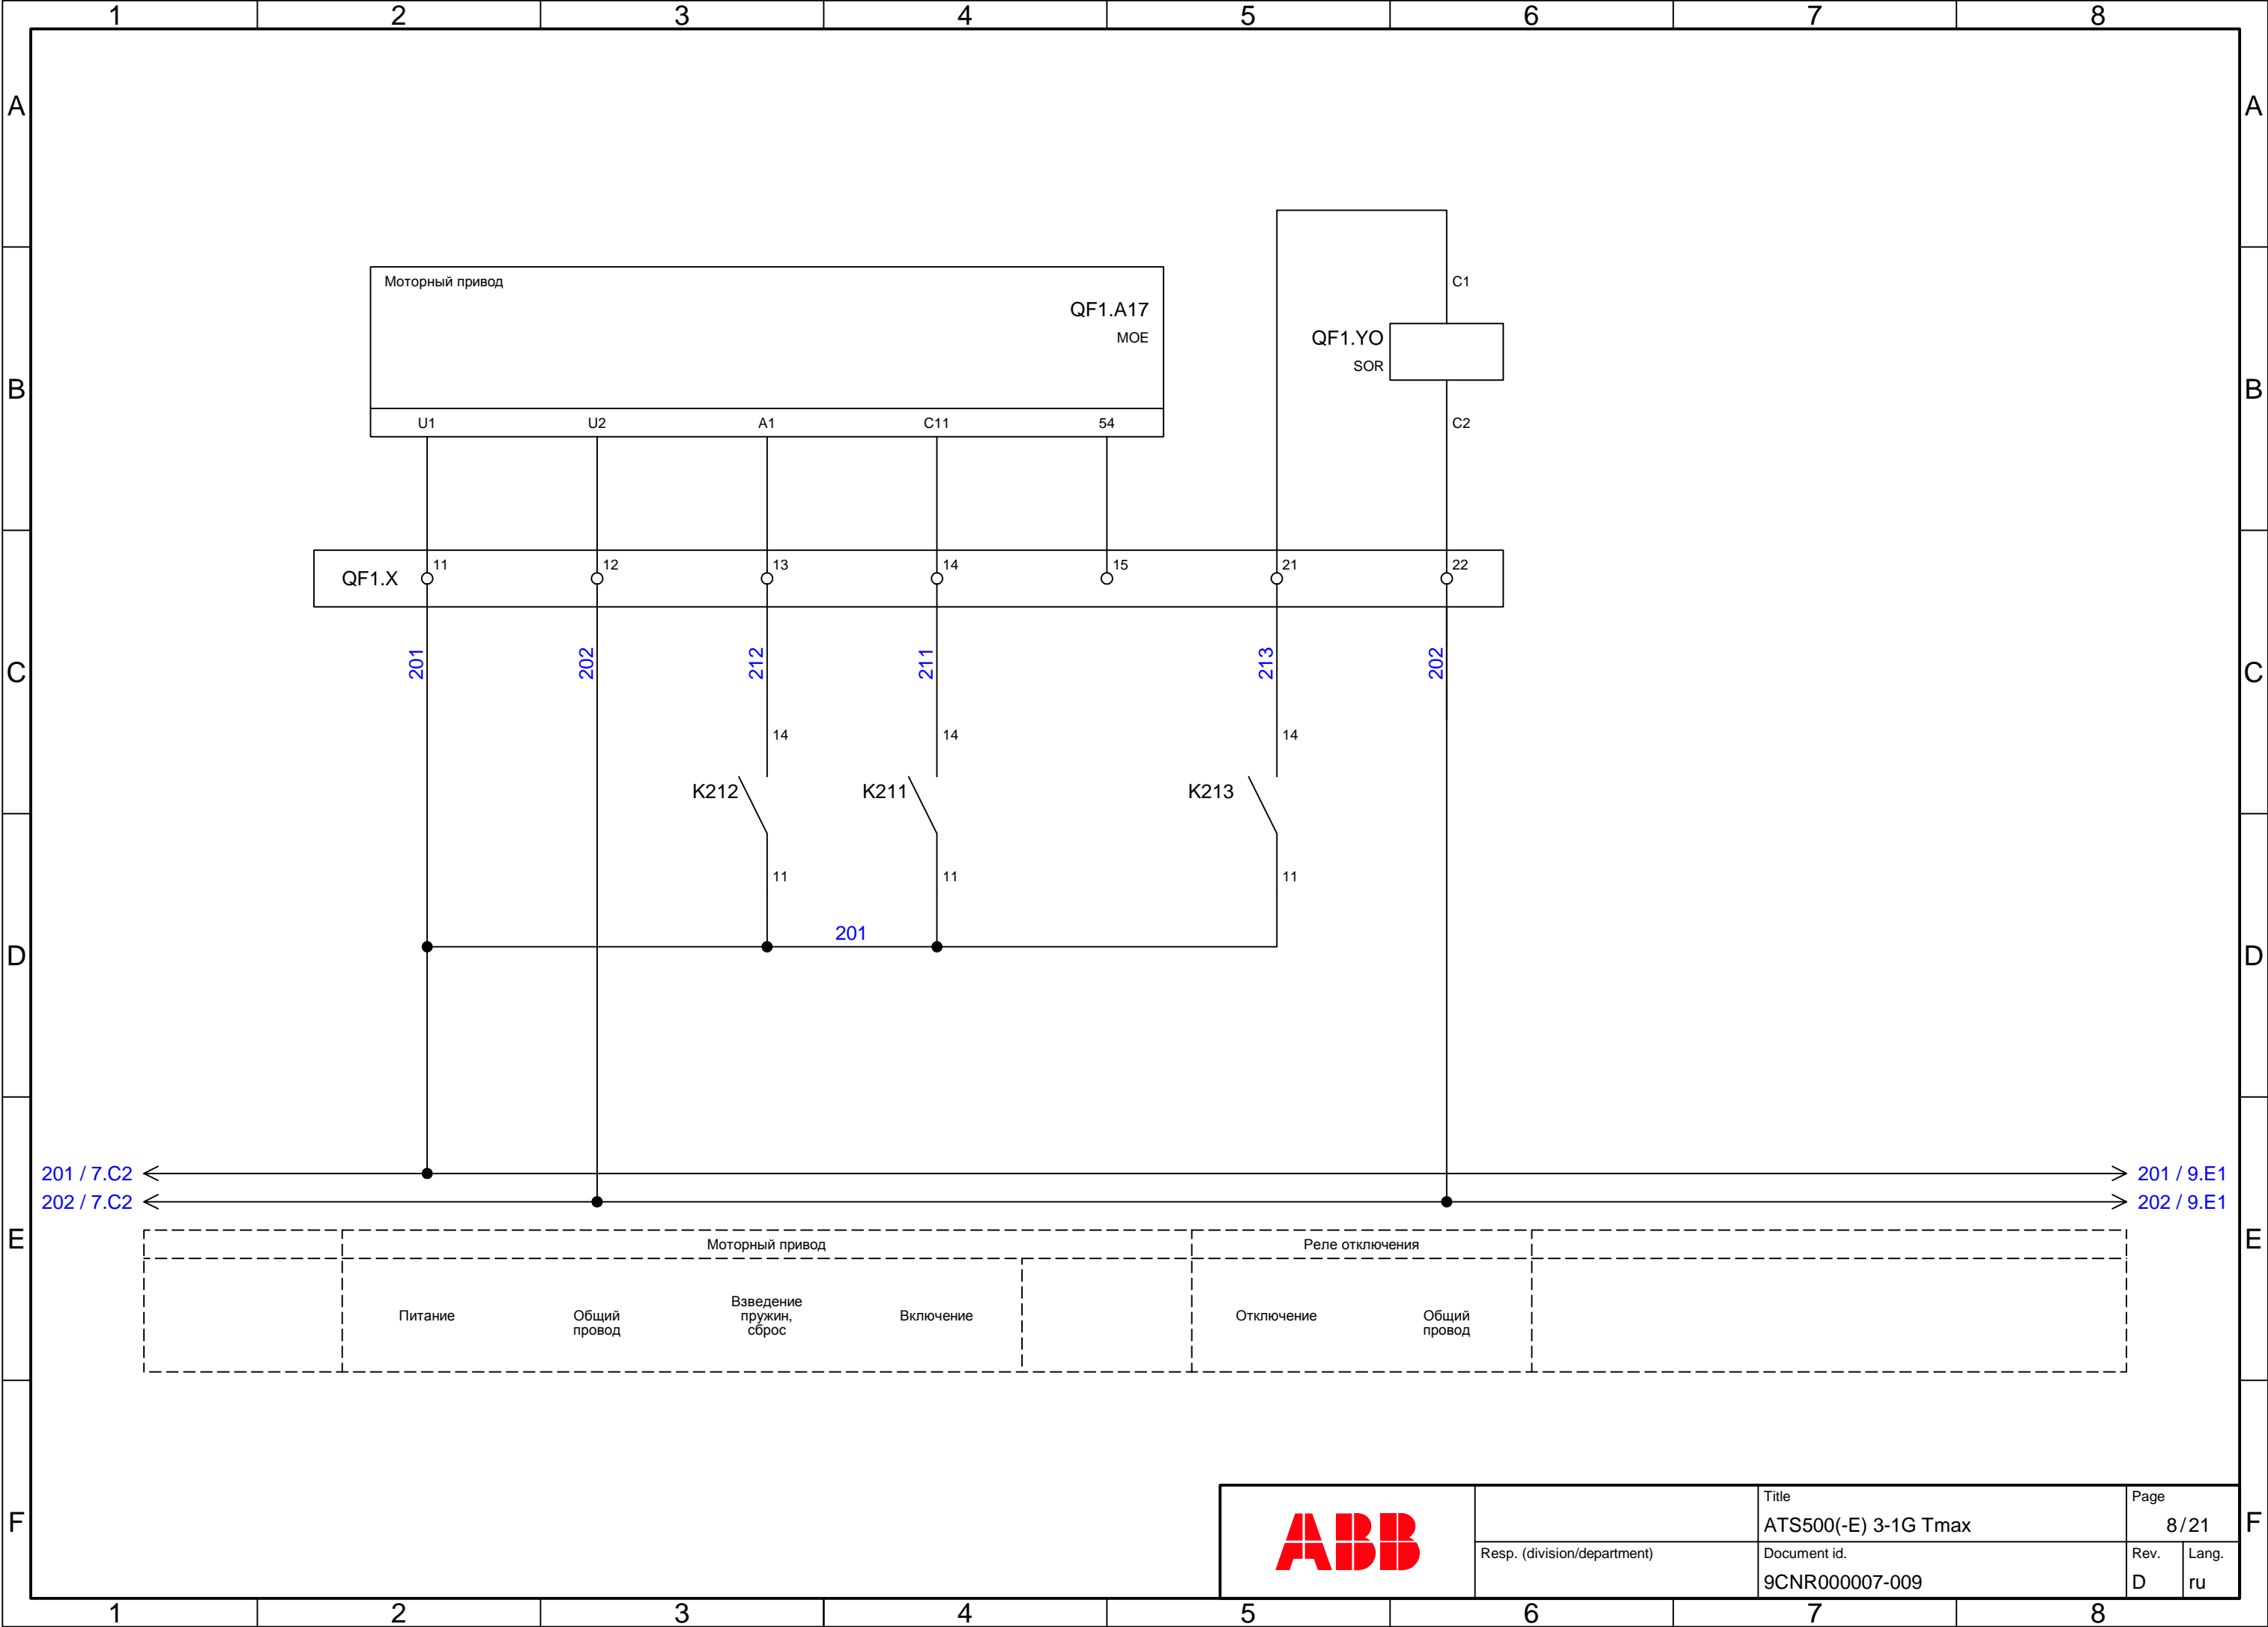 1 2 3 4 5 6 7 8
A A
Моторный привод
QF1.A17
MOE
C1
QF1.YO
SOR
B B
U1 U2 A1 C11 54
C2
QF1.X 11 12 13 14 15 21 22
201 202 212 211 213 202
C C
14 14 14
K212 K211 K213
11 11 11
201
D D
201 / 7.C2 201 / 9.E1
202 / 7.C2 202 / 9.E1
E E
Моторный привод Реле отключения
Питание
Общий
провод
Взведение
пружин,
сброс
Включение
Отключение
Общий
провод
F F
ABB
Title
ATS500(-E) 3-1G Tmax
Page
8/21
Resp. (division/department)
Document id.
9CNR000007-009
Rev.
D
Lang.
ru
1 2 3 4 5 6 7 8